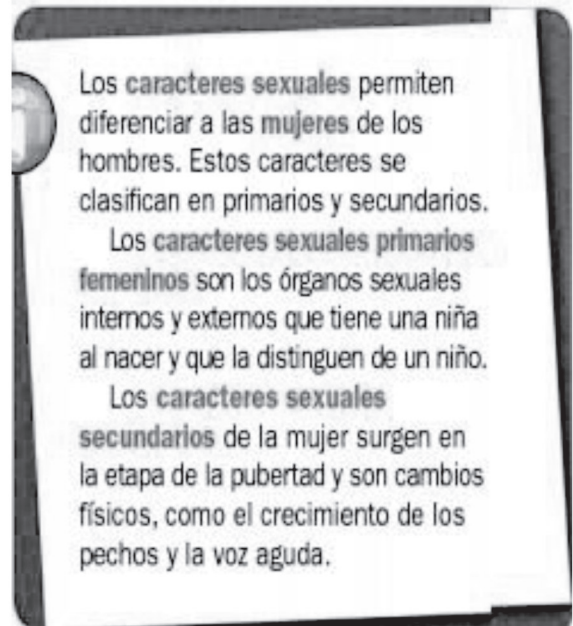 Los caracteres sexuales permiten
diferenciar a las mujeres de los
hombres. Estos caracteres se
clasifican en primarios y secundarios.
Los caracteres sexuales primarios
femeninos son los órganos sexuales
internos y externos que tiene una niña
al nacer y que la distinguen de un niño.
Los caracteres sexuales
secundarios de la mujer surgen en
la etapa de la pubertad y son cambios
físicos, como el crecimiento de los
pechos y la voz aguda.